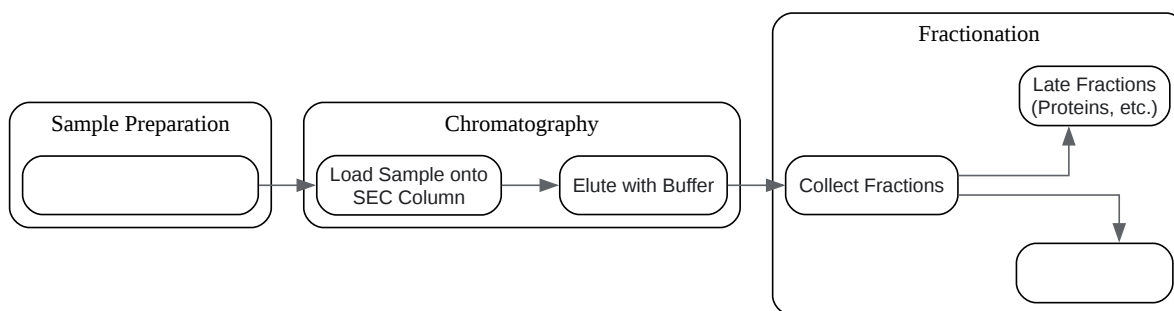 Sample Preparation
Chromatography
Load Sample onto
SEC Column
Elute with Buffer
Fractionation
Collect Fractions
Late Fractions
(Proteins, etc.)